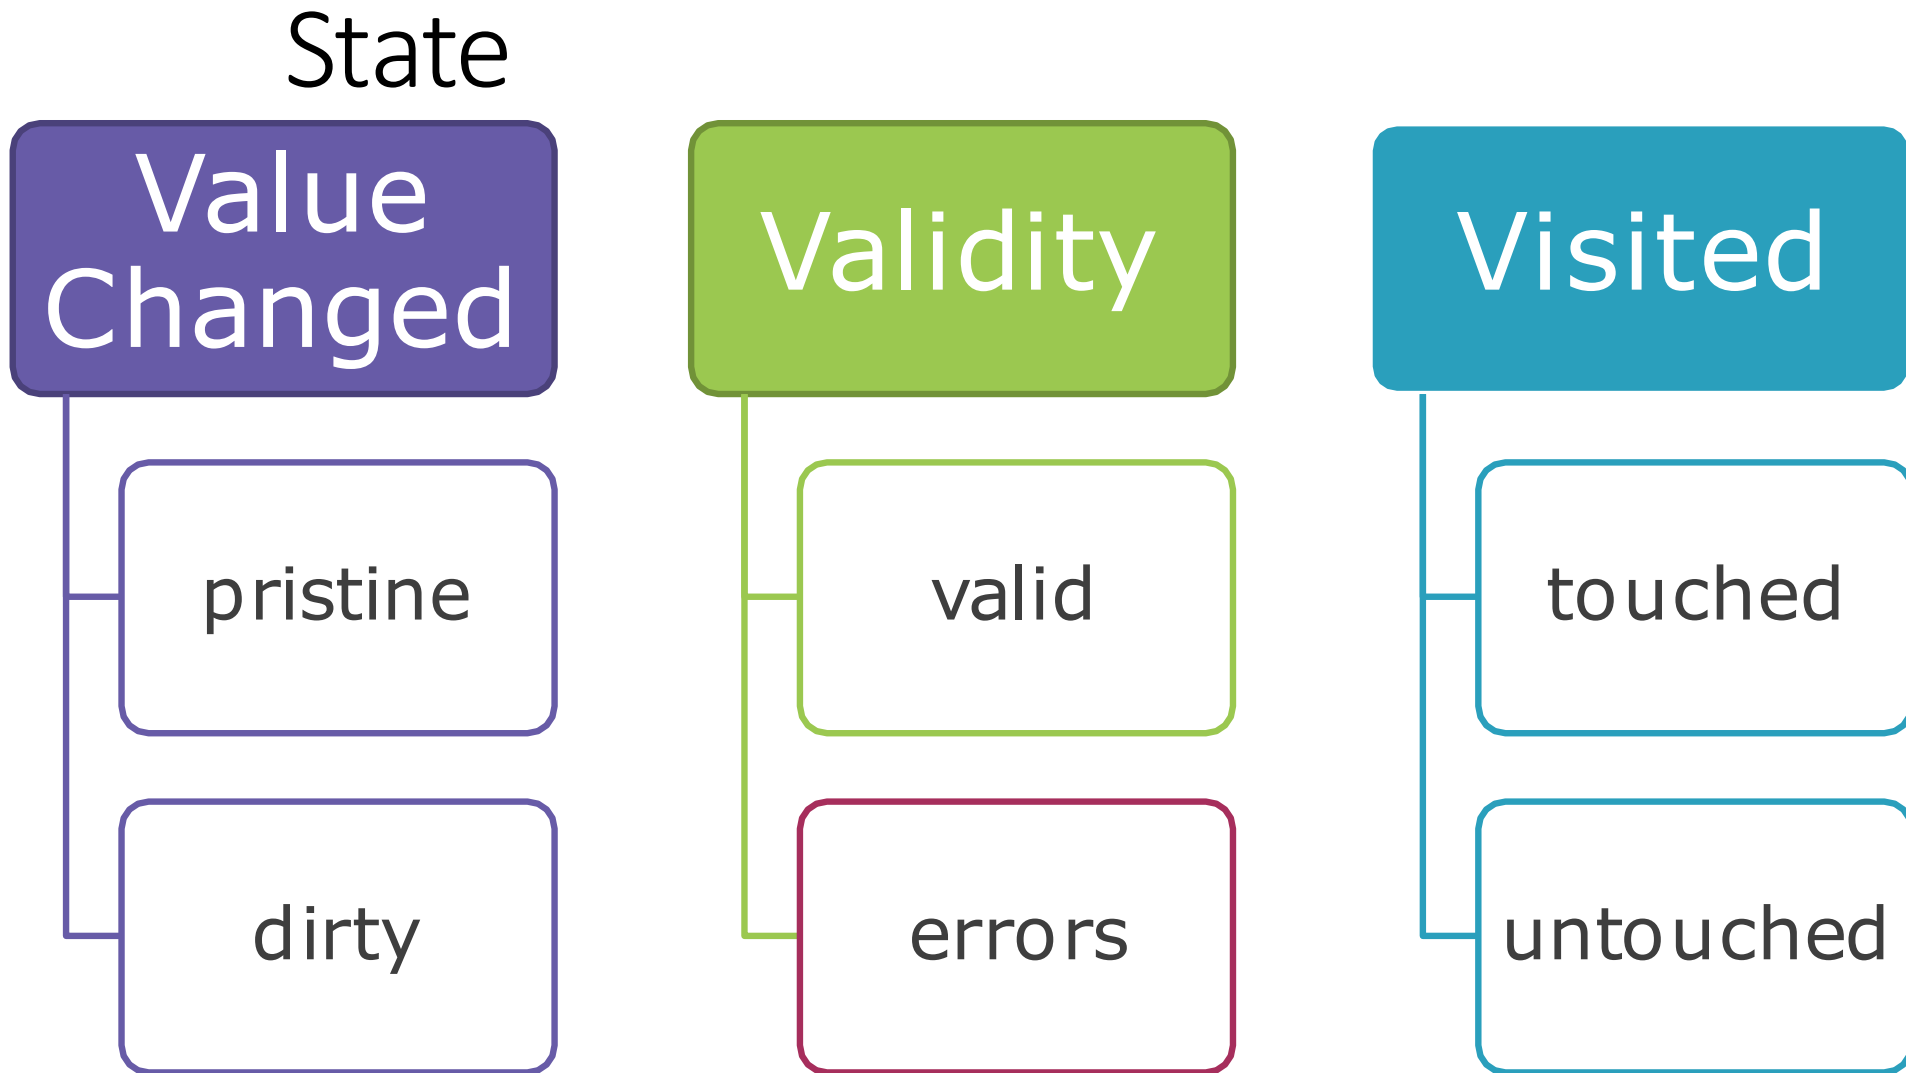 State
Value
Changed
pristine
dirty
Validity
valid
errors
Visited
touched
untouched